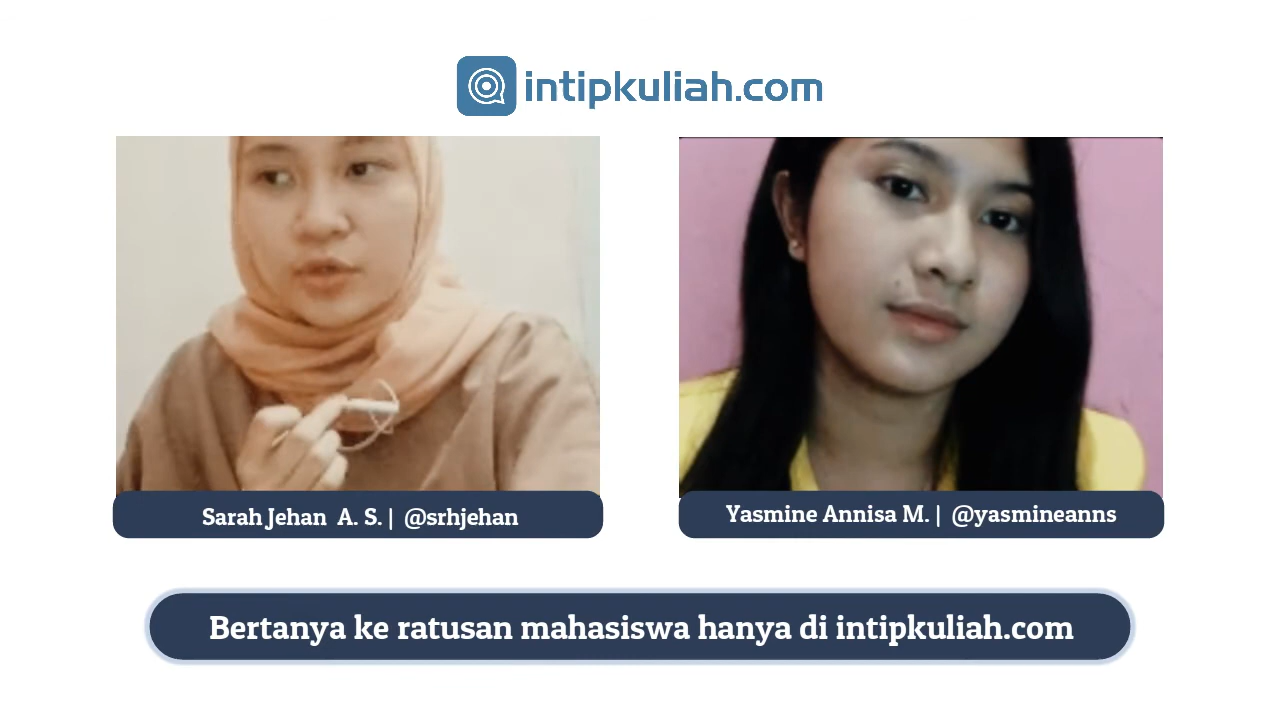 intipkuliah.com
Sarah Jehan A. S. | @srhjehan
Yasmine Annisa M. | @yasmineanns
Bertanya ke ratusan mahasiswa hanya di intipkuliah.com